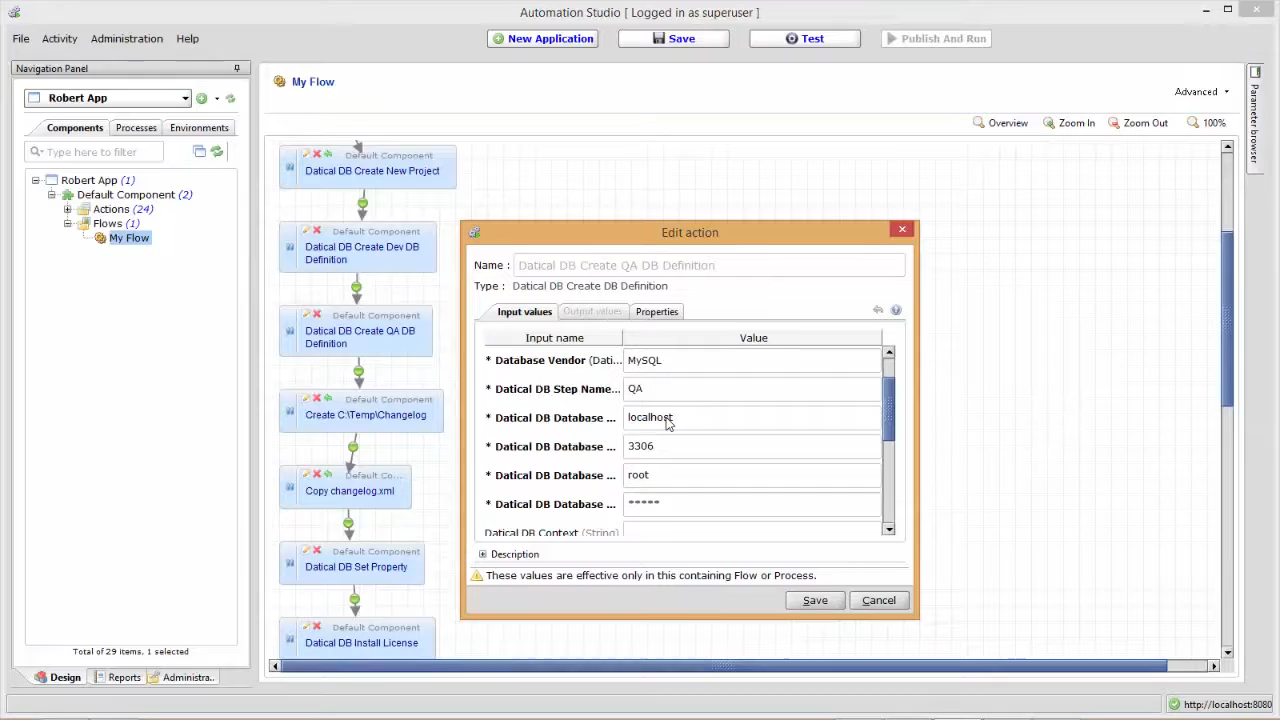 Automation Studio [ Logged in as superuser ]
File Activity Administration Help
New Application Save Test Publish And Run
Navigation Panel
Robert App
Components Processes Environments
Type here to filter
Robert App (1)
Default Component (2)
Actions (24)
Flows (1)
My Flow
Total of 29 items, 1 selected
Design Reports Administra..
My Flow
Advanced
Overview Zoom In Zoom Out 100%
Parameter browser
Default Component
Datical DB Create New Project
Default Component
Datical DB Create Dev DB
Definition
Default Component
Datical DB Create QA DB
Definition
Default Component
Create C:\Temp\Changelog
Default Co...
Copy changelog.xml
Default Component
Datical DB Set Property
Default Component
Datical DB Install License
Edit action
Name : Datical DB Create QA DB Definition
Type : Datical DB Create DB Definition
Input values Output values Properties
Input name Value
* Database Vendor (Dati... MySQL
* Datical DB Step Name... QA
* Datical DB Database ... localhost
* Datical DB Database ... 3306
* Datical DB Database ... root
* Datical DB Database ... *****
Datical DB Context (String)
Description
These values are effective only in this containing Flow or Process.
Save Cancel
http://localhost:8080